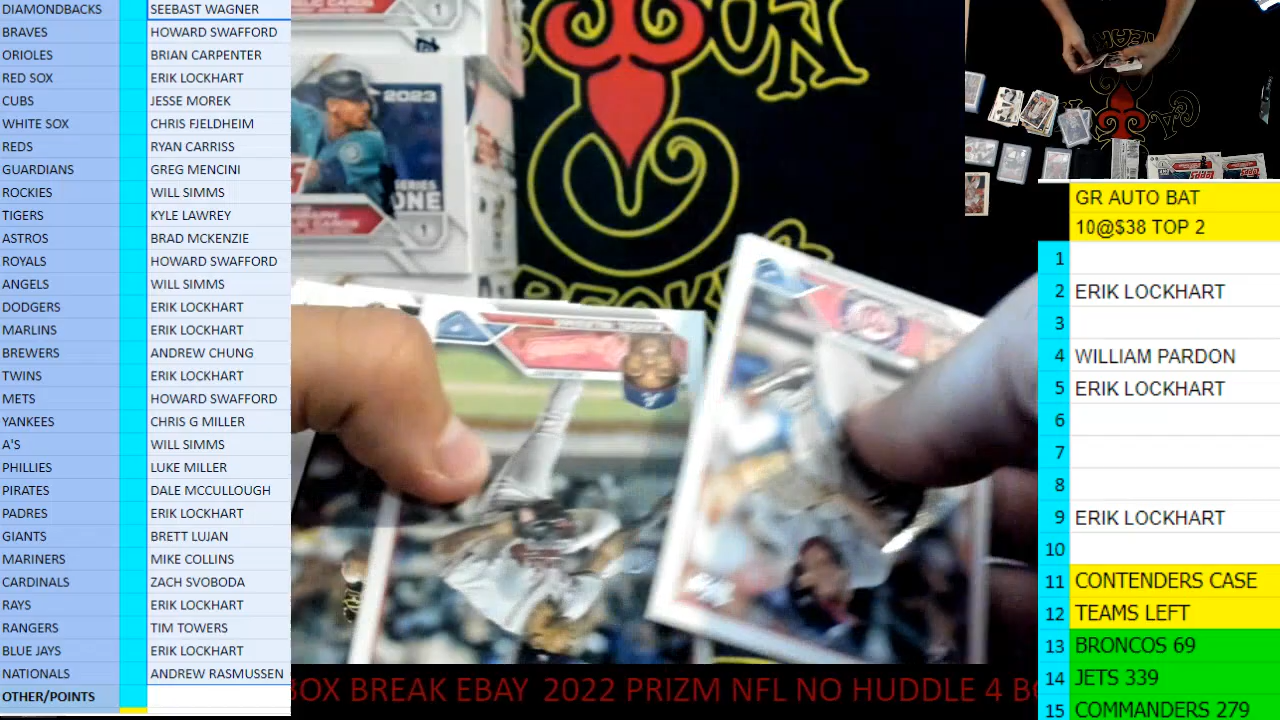 DIAMONDBACKS SEEBAST WAGNER
BRAVES HOWARD SWAFFORD
ORIOLES BRIAN CARPENTER
RED SOX ERIK LOCKHART
CUBS JESSE MOREK
WHITE SOX CHRIS FJELDHEIM
REDS RYAN CARRISS
GUARDIANS GREG MENCINI
ROCKIES WILL SIMMS
TIGERS KYLE LAWREY
ASTROS BRAD MCKENZIE
ROYALS HOWARD SWAFFORD
ANGELS WILL SIMMS
DODGERS ERIK LOCKHART
MARLINS ERIK LOCKHART
BREWERS ANDREW CHUNG
TWINS ERIK LOCKHART
METS HOWARD SWAFFORD
YANKEES CHRIS G MILLER
A'S WILL SIMMS
PHILLIES LUKE MILLER
PIRATES DALE MCCULLOUGH
PADRES ERIK LOCKHART
GIANTS BRETT LUJAN
MARINERS MIKE COLLINS
CARDINALS ZACH SVOBODA
RAYS ERIK LOCKHART
RANGERS TIM TOWERS
BLUE JAYS ERIK LOCKHART
NATIONALS ANDREW RASMUSSEN
OTHER/POINTS
1
2023
SERIES
ONE
1
GR AUTO BAT
10@$38 TOP 2
1
2 ERIK LOCKHART
3
4 WILLIAM PARDON
5 ERIK LOCKHART
6
7
8
9 ERIK LOCKHART
10
11 CONTENDERS CASE
12 TEAMS LEFT
13 BRONCOS 69
14 JETS 339
15 COMMANDERS 279
BOX BREAK EBAY 2022 PRIZM NFL NO HUDDLE 4 B